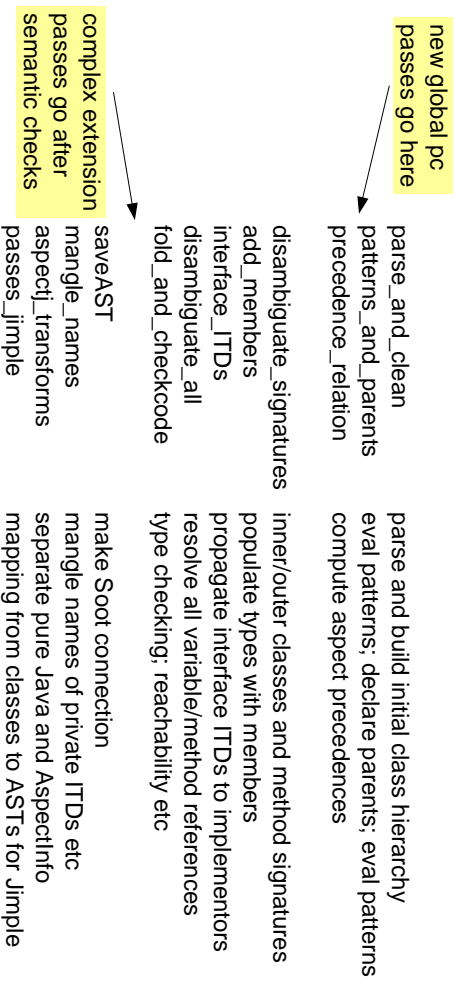 new global pc
passes go here
parse_and_clean
patterns_and_parents
precedence_relation
parse and build initial class hierarchy
eval patterns; declare parents; eval patterns
compute aspect precedences
disambiguate_signatures
add_members
interface_ITDs
disambiguate_all
fold_and_checkcode
inner/outer classes and method signatures
populate types with members
propagate interface ITDs to implementors
resolve all variable/method references
type checking; reachability etc
complex extension
passes go after
semantic checks
saveAST
mangle_names
aspectj_transforms
passes_jimple
make Soot connection
mangle names of private ITDs etc
separate pure Java and AspectInfo
mapping from classes to ASTs for Jimple